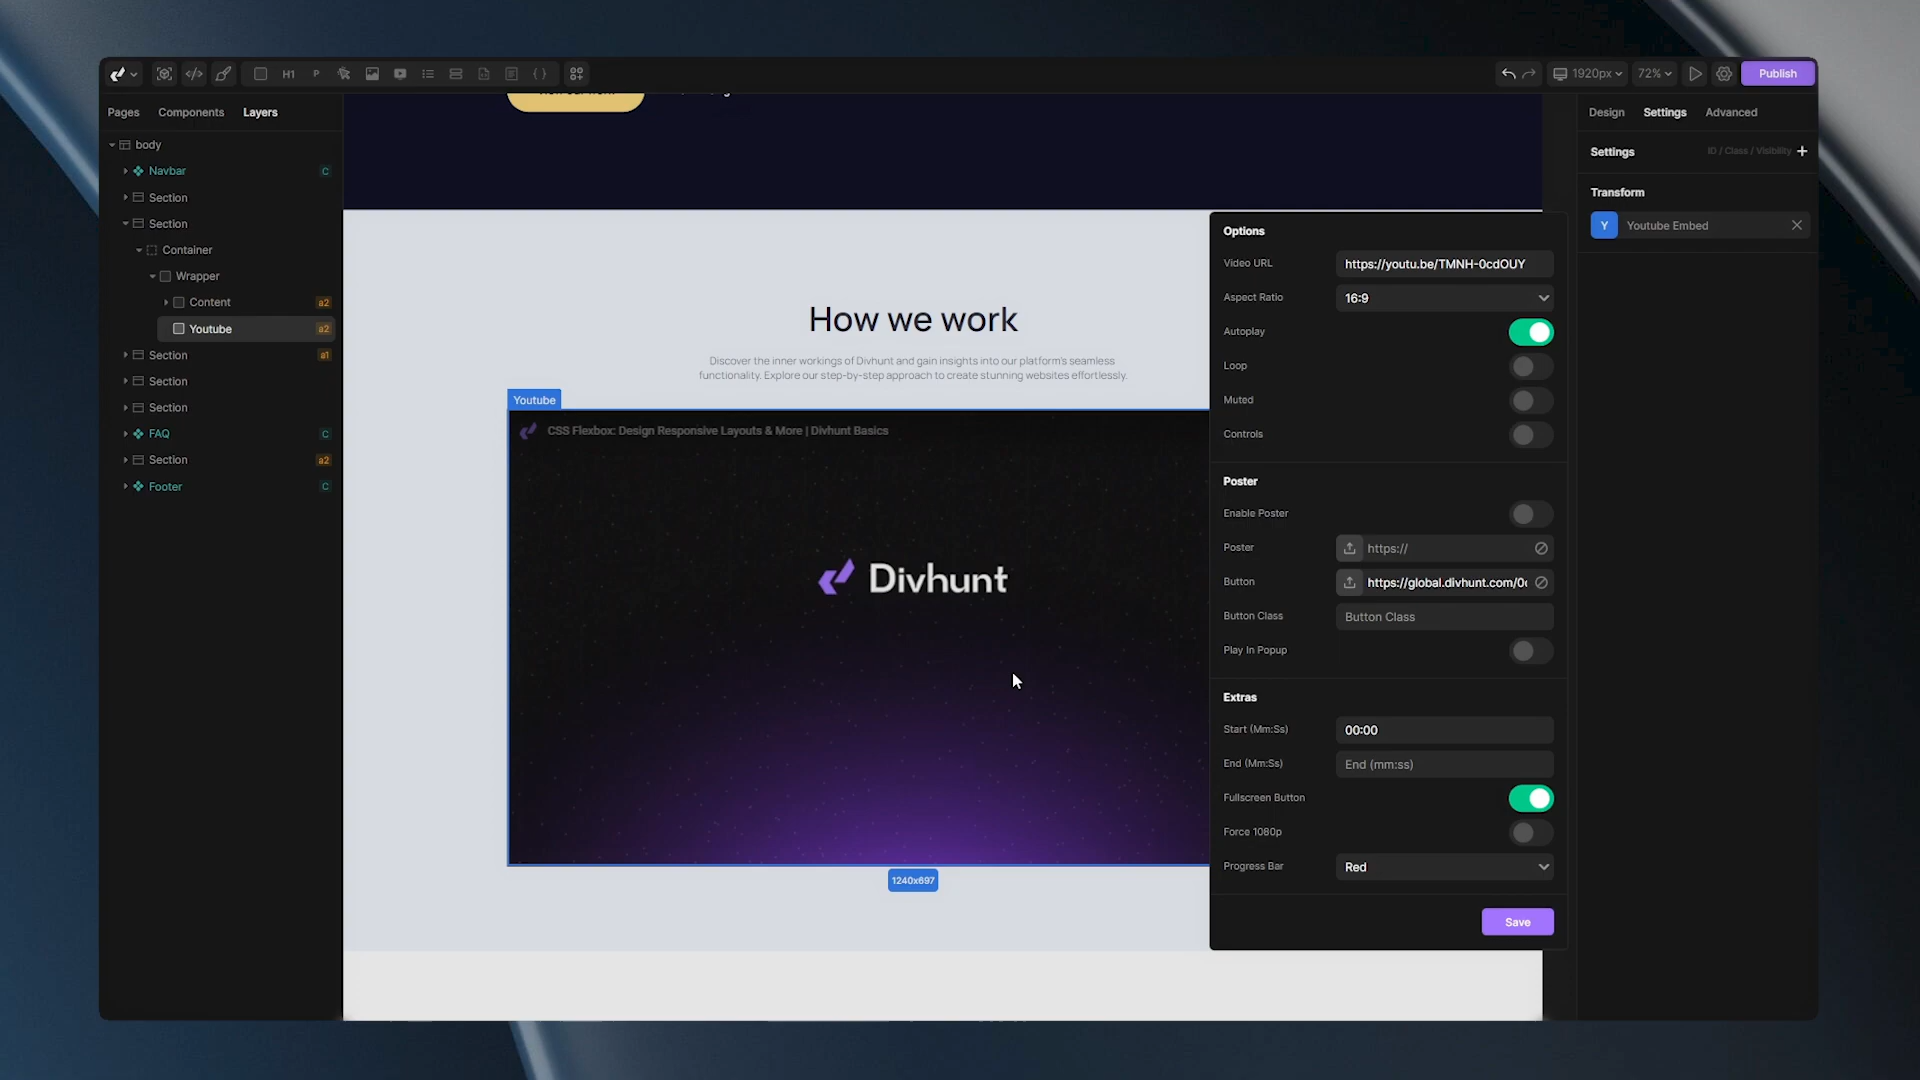 H1
P
1920px
72%
Publish
Pages
Components
Layers
body
Navbar
C
Section
Section
Container
Wrapper
Content
a2
Youtube
a2
Section
a1
Section
Section
FAQ
C
Section
a2
Footer
C
How we work
Discover the inner workings of Divhunt and gain insights into our platform's seamless
functionality. Explore our step-by-step approach to create stunning websites effortlessly.
Youtube
CSS Flexbox: Design Responsive Layouts & More | Divhunt Basics
Divhunt
1240x697
Options
Video URL
https://youtu.be/TMNH-0cdOUY
Aspect Ratio
16:9
Autoplay
Loop
Muted
Controls
Poster
Enable Poster
Poster
https://
Button
https://global.divhunt.com/0
Button Class
Button Class
Play In Popup
Extras
Start (Mm:Ss)
00:00
End (Mm:Ss)
End (mm:ss)
Fullscreen Button
Force 1080p
Progress Bar
Red
Save
Design
Settings
Advanced
Settings
ID / Class / Visibility
Transform
Y
Youtube Embed